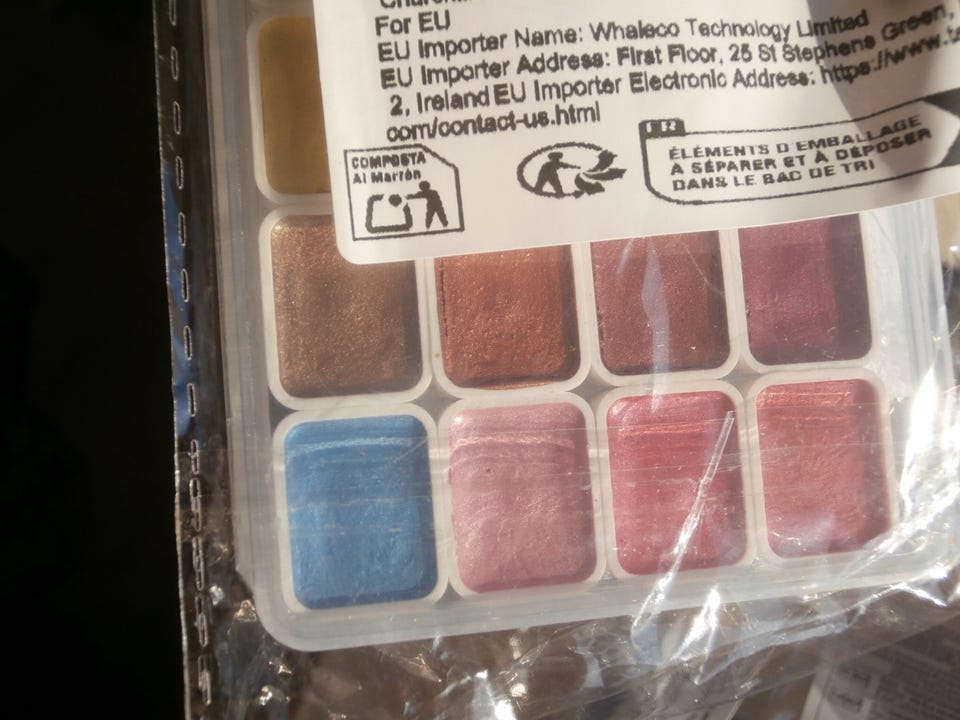 For EU
EU Importer Name: Whaleco Technology Limited
EU Importer Address: First Floor, 25 St Stephens Green,
2, Ireland EU Importer Electronic Address: https://www.te
com/contact-us.html
COMPOSTA
Al Marrón
FR
ÉLÉMENTS D'EMBALLAGE
À SÉPARER ET À DÉPOSER
DANS LE BAC DE TRI